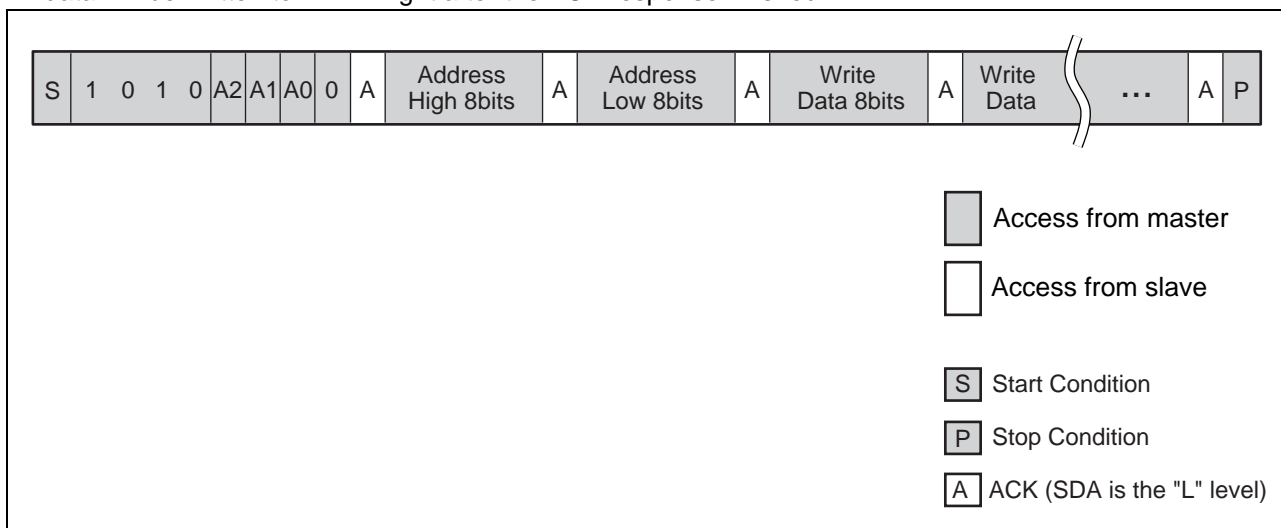 S 1 0 1 0 A2 A1 A0 0 A Address High 8bits A Address Low 8bits A Write Data 8bits A Write Data ... A P
Access from master
Access from slave
S Start Condition
P Stop Condition
A ACK (SDA is the "L" level)